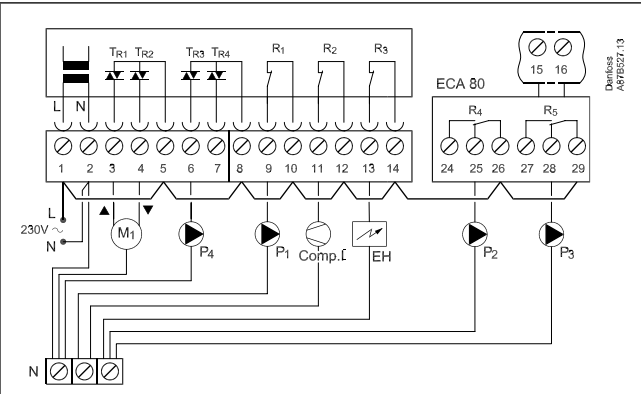 TR1 TR2 TR3 TR4 R1 R2 R3
L N
15 16
Danfoss
A87B527.13
ECA 80
R4 R5
1 2 3 4 5 6 7 8 9 10 11 12 13 14
24 25 26 27 28 29
L
230V ~
N
M1
P4
P1
Comp.
EH
P2
P3
N